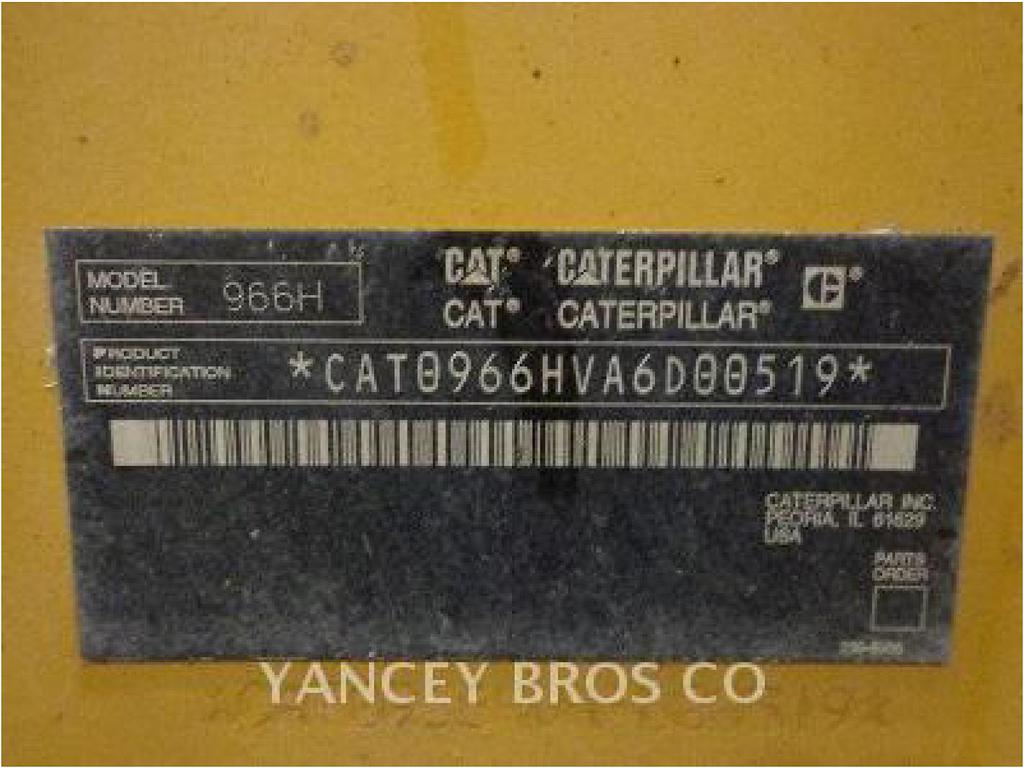 MODEL NUMBER 966H
CAT® CATERPILLAR® CE®
CAT® CATERPILLAR®
PRODUCT IDENTIFICATION NUMBER *CAT0966HVA6D00519*
CATERPILLAR INC.
PEORIA, IL 61629
USA
PARTS
ORDER
YANCEY BROS CO